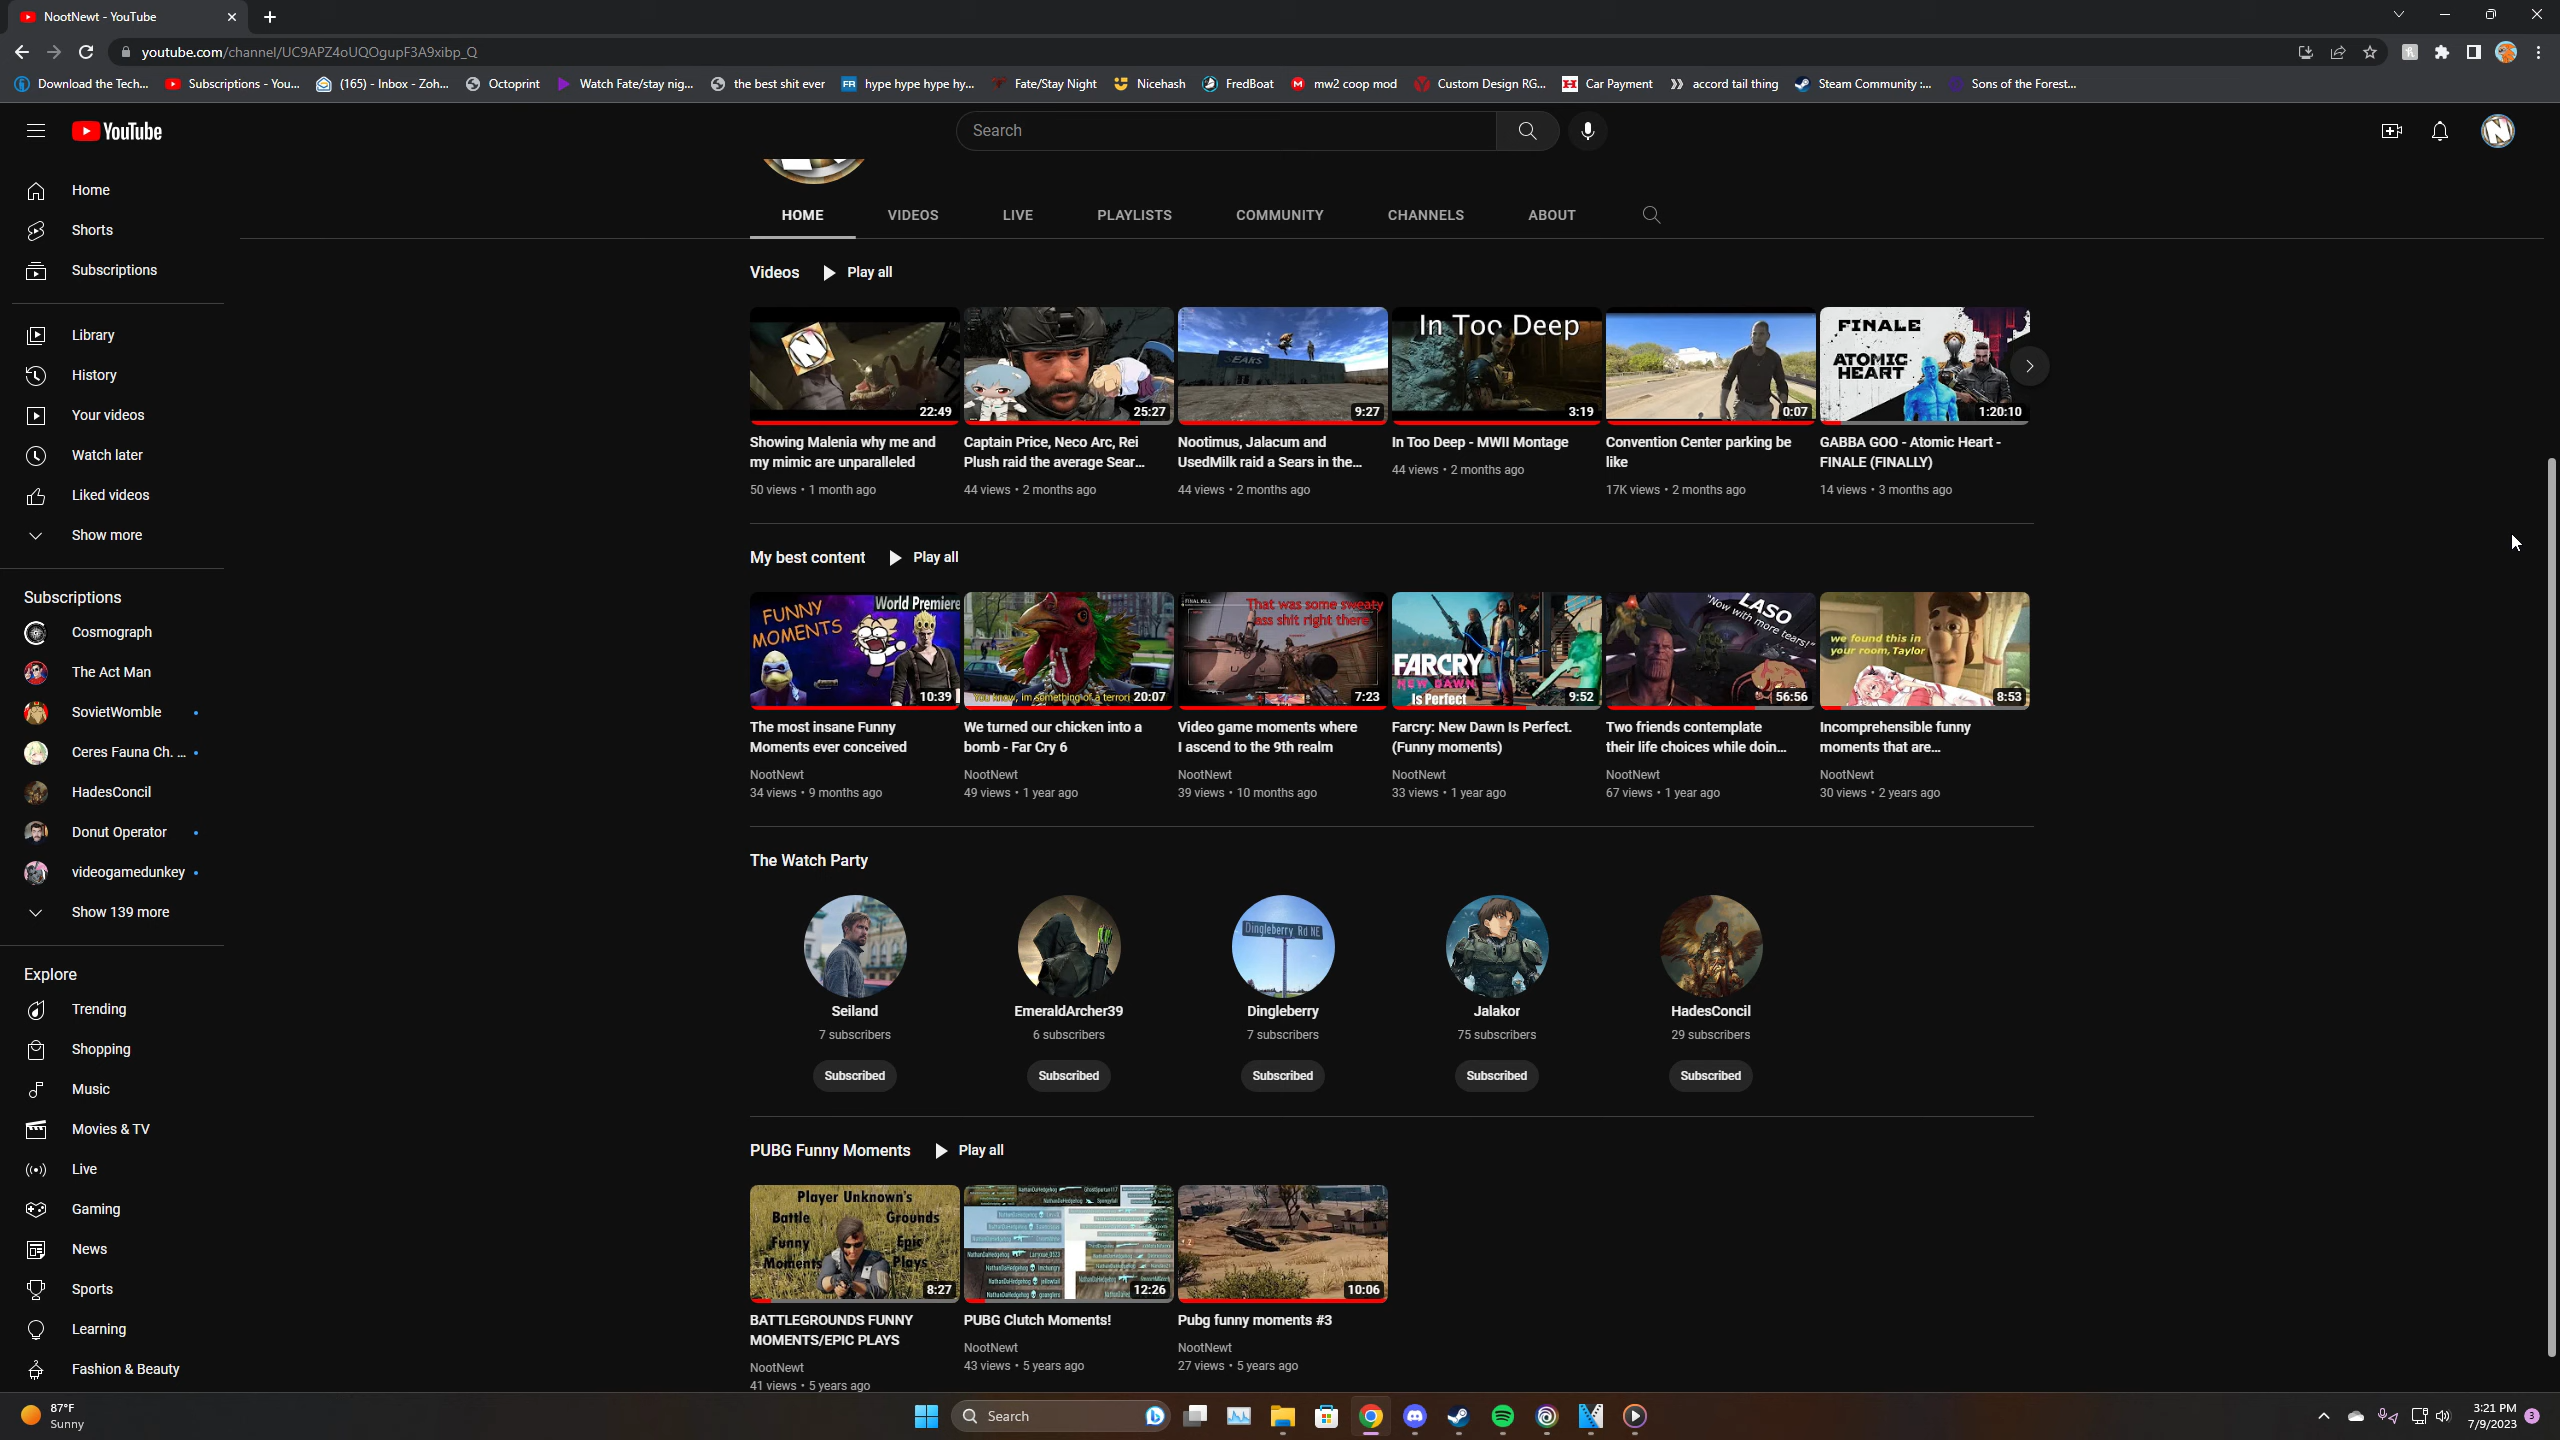 NootNewt - YouTube
youtube.com/channel/UC9APZ4oUQOgupF3A9xibp_Q
Download the Tech... Subscriptions - You... (165) - Inbox - Zoh... Octoprint Watch Fate/stay nig... the best shit ever hype hype hype hy... Fate/Stay Night Nicehash FredBoat mw2 coop mod Custom Design RG... Car Payment accord tail thing Steam Community :... Sons of the Forest...
YouTube
Search
Home
Shorts
Subscriptions
Library
History
Your videos
Watch later
Liked videos
Show more
Subscriptions
Cosmograph
The Act Man
SovietWomble
Ceres Fauna Ch. ...
HadesConcil
Donut Operator
videogamedunkey
Show 139 more
Explore
Trending
Shopping
Music
Movies & TV
Live
Gaming
News
Sports
Learning
Fashion & Beauty
HOME VIDEOS LIVE PLAYLISTS COMMUNITY CHANNELS ABOUT
Videos Play all
22:49
Showing Malenia why me and
my mimic are unparalleled
50 views • 1 month ago
25:27
Captain Price, Neco Arc, Rei
Plush raid the average Sear...
44 views • 2 months ago
EARS
9:27
Nootimus, Jalacum and
UsedMilk raid a Sears in the...
44 views • 2 months ago
In Too Deep
3:19
In Too Deep - MWII Montage
44 views • 2 months ago
0:07
Convention Center parking be
like
17K views • 2 months ago
FINALE
ATOMIC
HEART
1:20:10
GABBA GOO - Atomic Heart -
FINALE (FINALLY)
14 views • 3 months ago
My best content Play all
World Premiere
FUNNY
MOMENTS
10:39
The most insane Funny
Moments ever conceived
NootNewt
34 views • 9 months ago
You know, im something of a terrori
20:07
We turned our chicken into a
bomb - Far Cry 6
NootNewt
49 views • 1 year ago
FINAL KILL
That was some sweaty
ass shit right there
7:23
Video game moments where
I ascend to the 9th realm
NootNewt
39 views • 10 months ago
FARCRY
NEW DAWN
Is Perfect
9:52
Farcry: New Dawn Is Perfect.
(Funny moments)
NootNewt
33 views • 1 year ago
LASO
"Now with more tears!"
56:56
Two friends contemplate
their life choices while doin...
NootNewt
67 views • 1 year ago
we found this in
your room, Taylor
8:53
Incomprehensible funny
moments that are...
NootNewt
30 views • 2 years ago
The Watch Party
Seiland
7 subscribers
Subscribed
EmeraldArcher39
6 subscribers
Subscribed
Dingleberry Rd NE
Dingleberry
7 subscribers
Subscribed
Jalakor
75 subscribers
Subscribed
HadesConcil
29 subscribers
Subscribed
PUBG Funny Moments Play all
Player Unknown's
Battle Grounds
Funny Epic
Moments Plays
8:27
BATTLEGROUNDS FUNNY
MOMENTS/EPIC PLAYS
NootNewt
41 views • 5 years ago
12:26
PUBG Clutch Moments!
NootNewt
43 views • 5 years ago
10:06
Pubg funny moments #3
NootNewt
27 views • 5 years ago
87°F
Sunny
Search
3:21 PM
7/9/2023
3